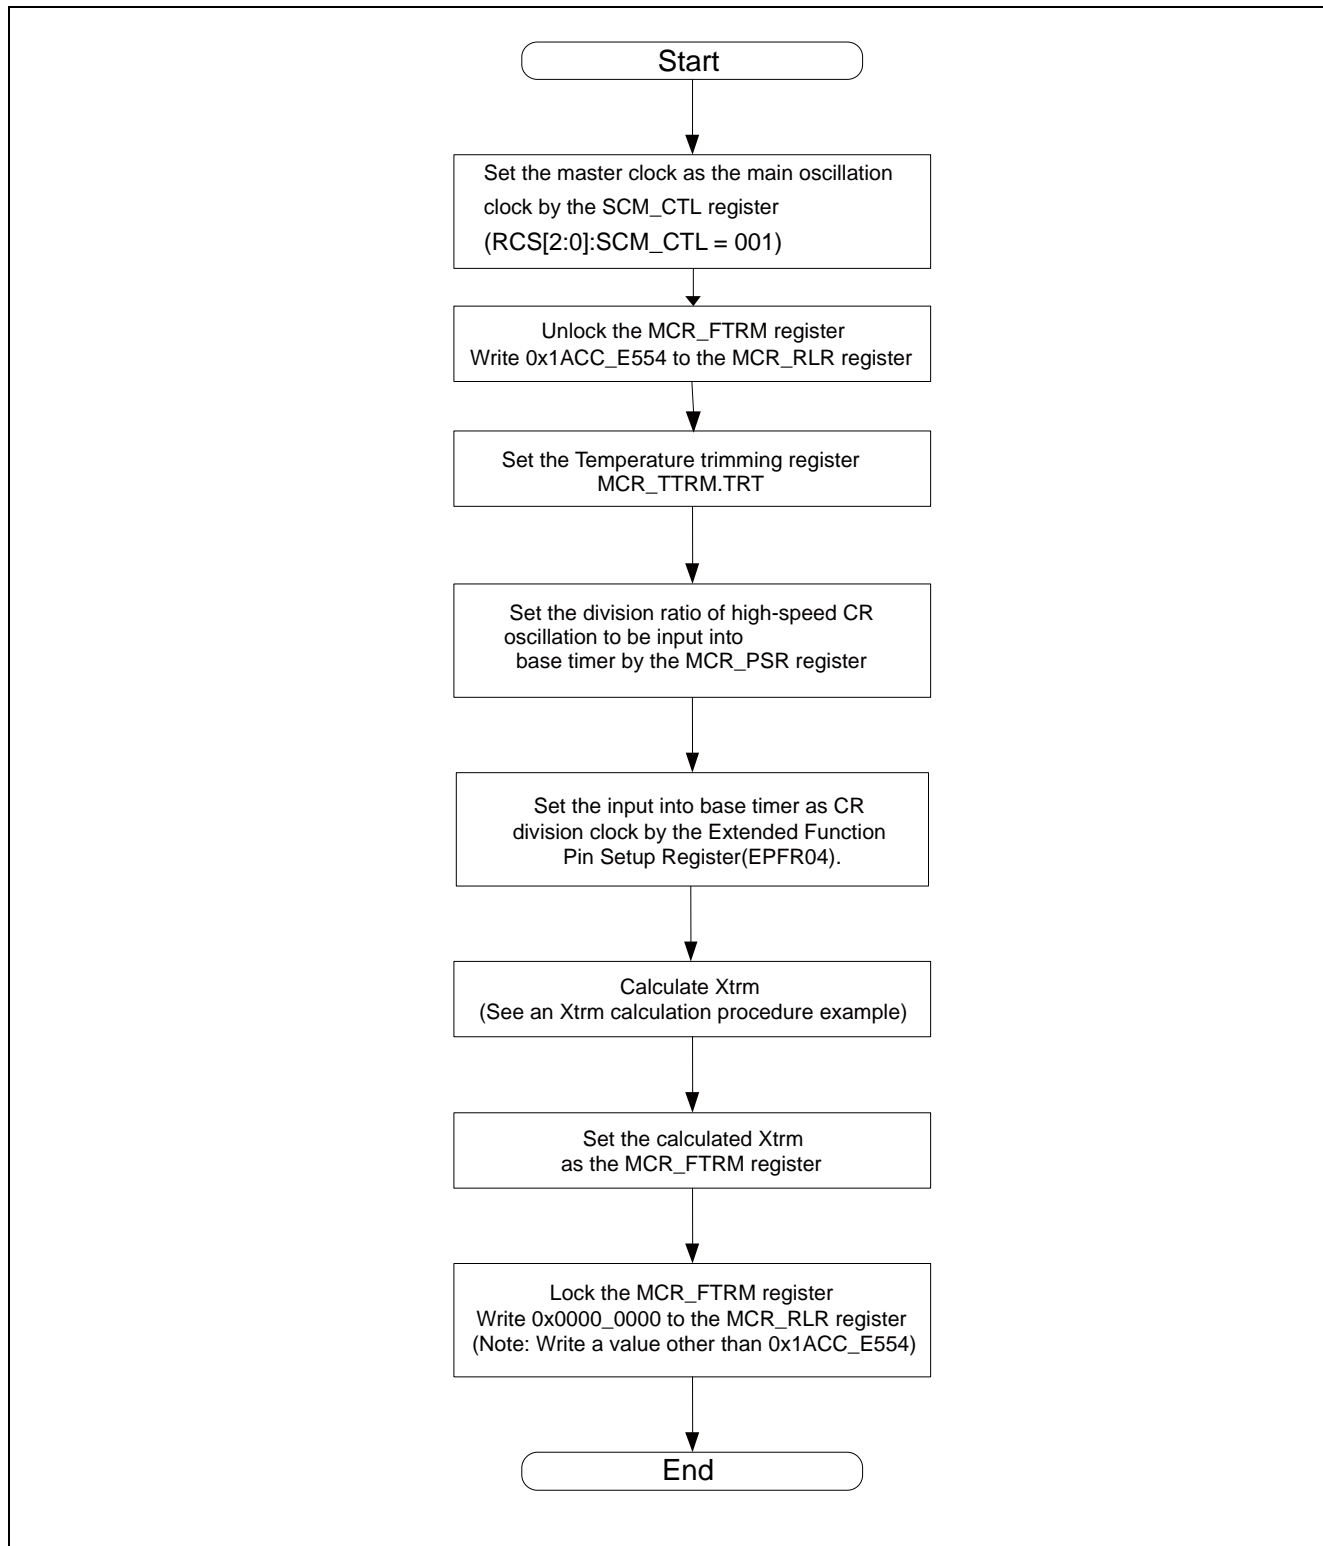 Start
Set the master clock as the main oscillation
clock by the SCM_CTL register
(RCS[2:0]:SCM_CTL = 001)
Unlock the MCR_FTRM register
Write 0x1ACC_E554 to the MCR_RLR register
Set the Temperature trimming register
MCR_TTRM.TRT
Set the division ratio of high-speed CR
oscillation to be input into
base timer by the MCR_PSR register
Set the input into base timer as CR
division clock by the Extended Function
Pin Setup Register(EPFR04).
Calculate Xtrm
(See an Xtrm calculation procedure example)
Set the calculated Xtrm
as the MCR_FTRM register
Lock the MCR_FTRM register
Write 0x0000_0000 to the MCR_RLR register
(Note: Write a value other than 0x1ACC_E554)
End